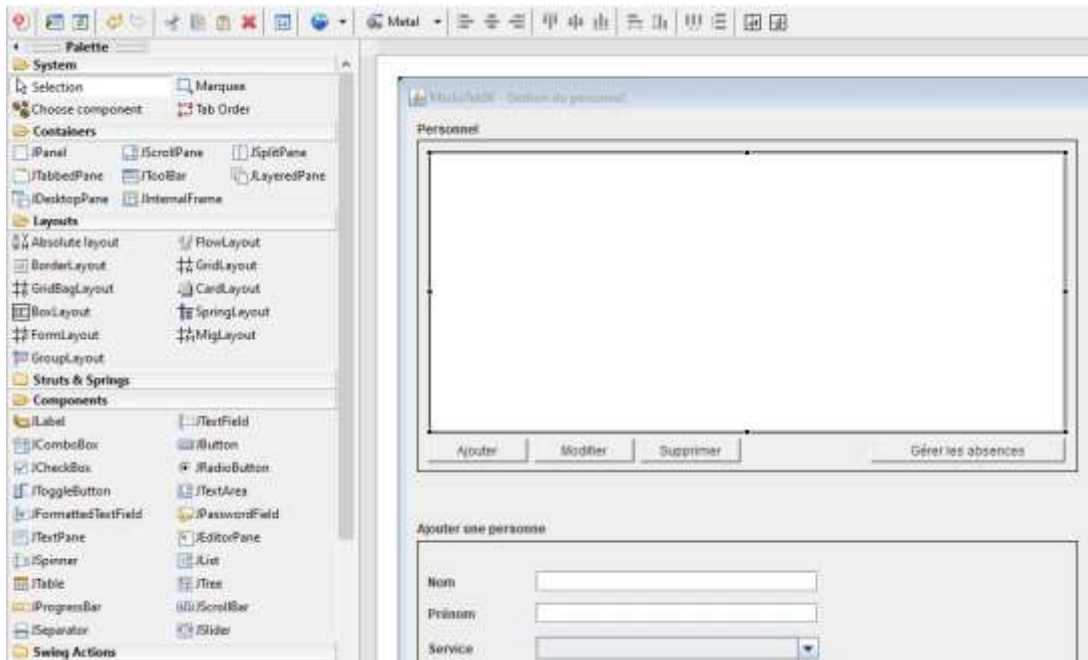 Metal
Palette
System
Selection Marquee
Choose component Tab Order
Containers
JPanel JScrollPane JSplitPane
JTabbedPane JToolBar JLayeredPane
JDesktopPane JInternalFrame
Layouts
Absolute layout FlowLayout
BorderLayout GridLayout
GridBagLayout CardLayout
BoxLayout SpringLayout
FormLayout MigLayout
GroupLayout
Struts & Springs
Components
JLabel JTextField
JComboBox JButton
JCheckBox JRadioButton
JToggleButton JTextArea
JFormattedTextField JPasswordField
JTextPane JEditorPane
JSpinner JList
JTable JTree
JProgressBar JScrollBar
JSeparator JSlider
Swing Actions
Gestion du personnel
Personnel
Ajouter Modifier Supprimer Gérer les absences
Ajouter une personne
Nom
Prénom
Service